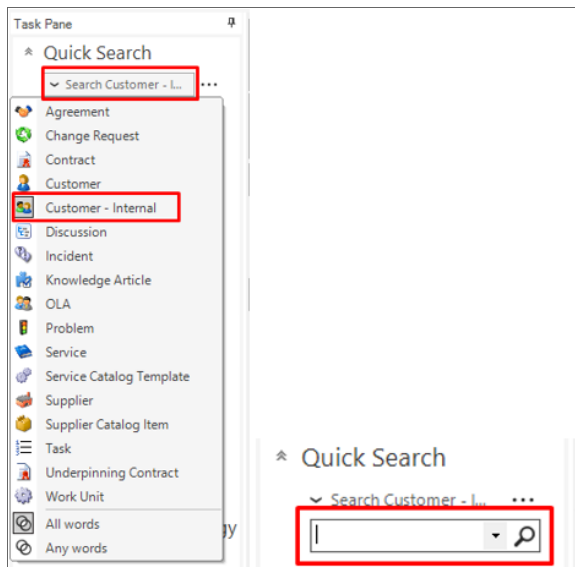 Task Pane
Quick Search
Search Customer - I...
Agreement
Change Request
Contract
Customer
Customer - Internal
Discussion
Incident
Knowledge Article
OLA
Problem
Service
Service Catalog Template
Supplier
Supplier Catalog Item
Task
Underpinning Contract
Work Unit
All words
Any words
gy
Quick Search
Search Customer - I...